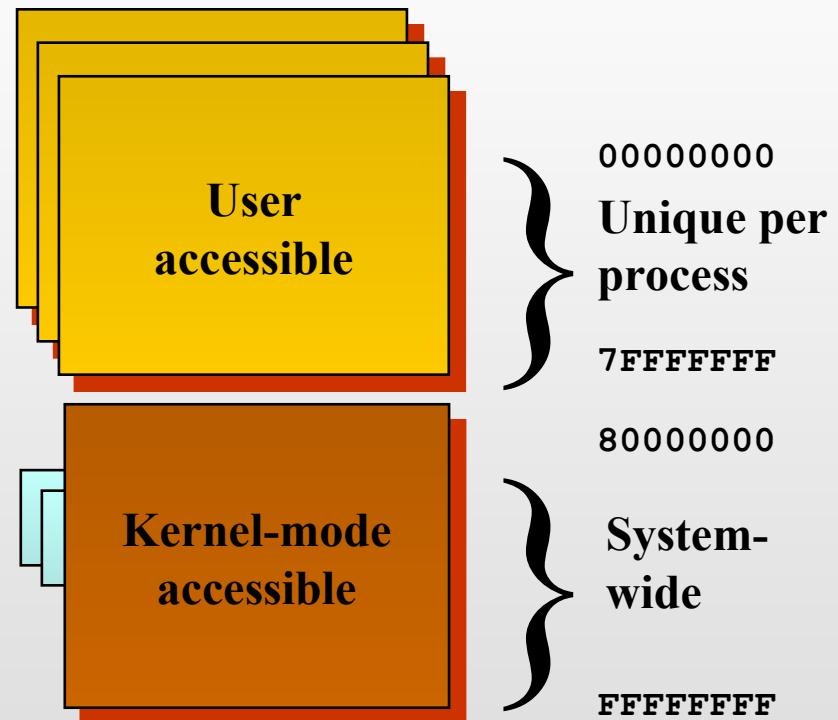 User
accessible
00000000
Unique per
process
7FFFFFFF
80000000
Kernel-mode
accessible
System-
wide
FFFFFFFF